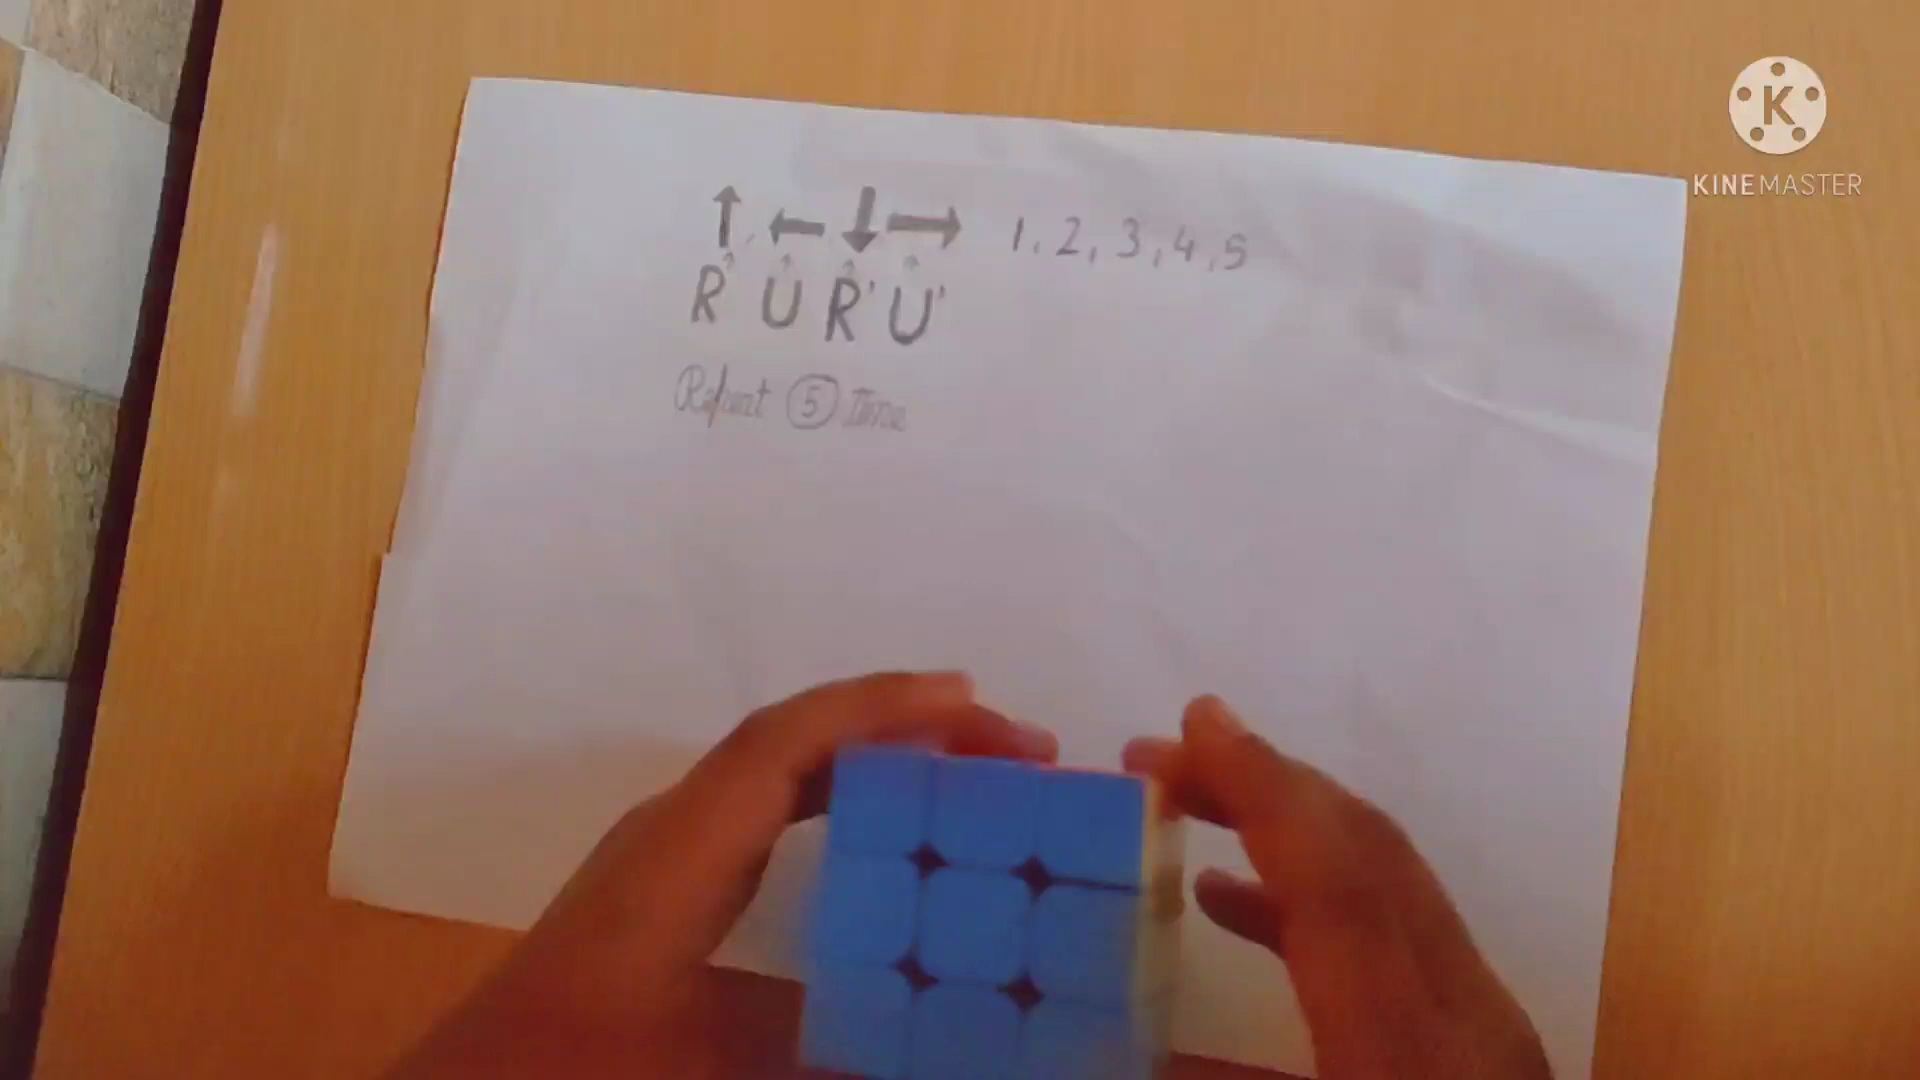 ↑ ← ↓ → 1, 2, 3, 4, 5
R U R' U'
Repeat 5 Time
K
KINEMASTER